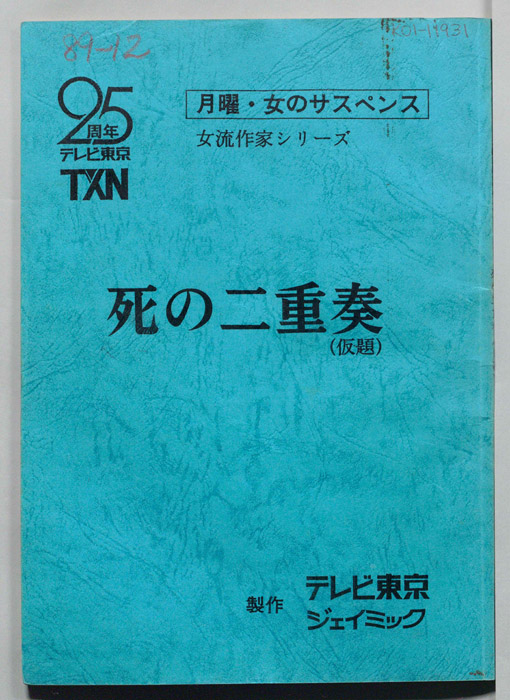 89-12
K01-11931
25
周年
テレビ東京
TXN
月曜・女のサスペンス
女流作家シリーズ
死の二重奏
(仮題)
製作
テレビ東京
ジェイミック